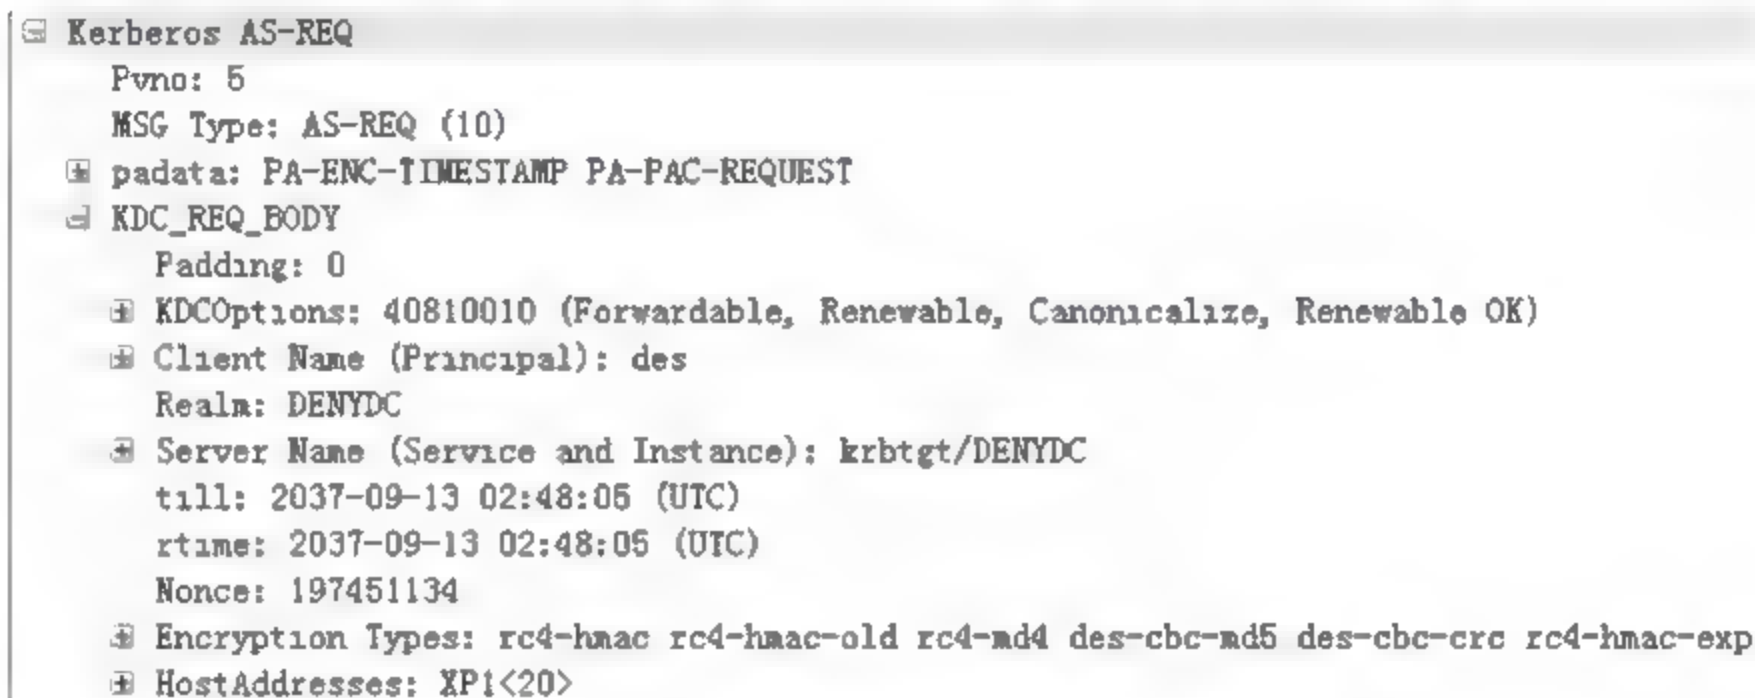 Kerberos AS-REQ
Pvno: 5
MSG Type: AS-REQ (10)
padata: PA-ENC-TIMESTAMP PA-PAC-REQUEST
KDC_REQ_BODY
Padding: 0
KDCOptions: 40810010 (Forwardable, Renewable, Canonicalize, Renewable OK)
Client Name (Principal): des
Realm: DENYDC
Server Name (Service and Instance): krbtgt/DENYDC
till: 2037-09-13 02:48:05 (UTC)
rtime: 2037-09-13 02:48:05 (UTC)
Nonce: 197451134
Encryption Types: rc4-hmac rc4-hmac-old rc4-md4 des-cbc-md5 des-cbc-crc rc4-hmac-exp
HostAddresses: XP1<20>